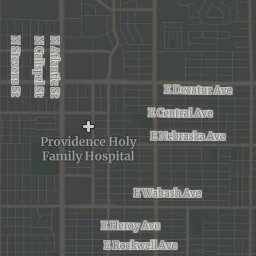 N Stevens St
N Calispel St
N Atlantic St
E Decatur Ave
E Central Ave
E Nebraska Ave
Providence Holy
Family Hospital
E Wabash Ave
E Heroy Ave
E Rockwell Ave